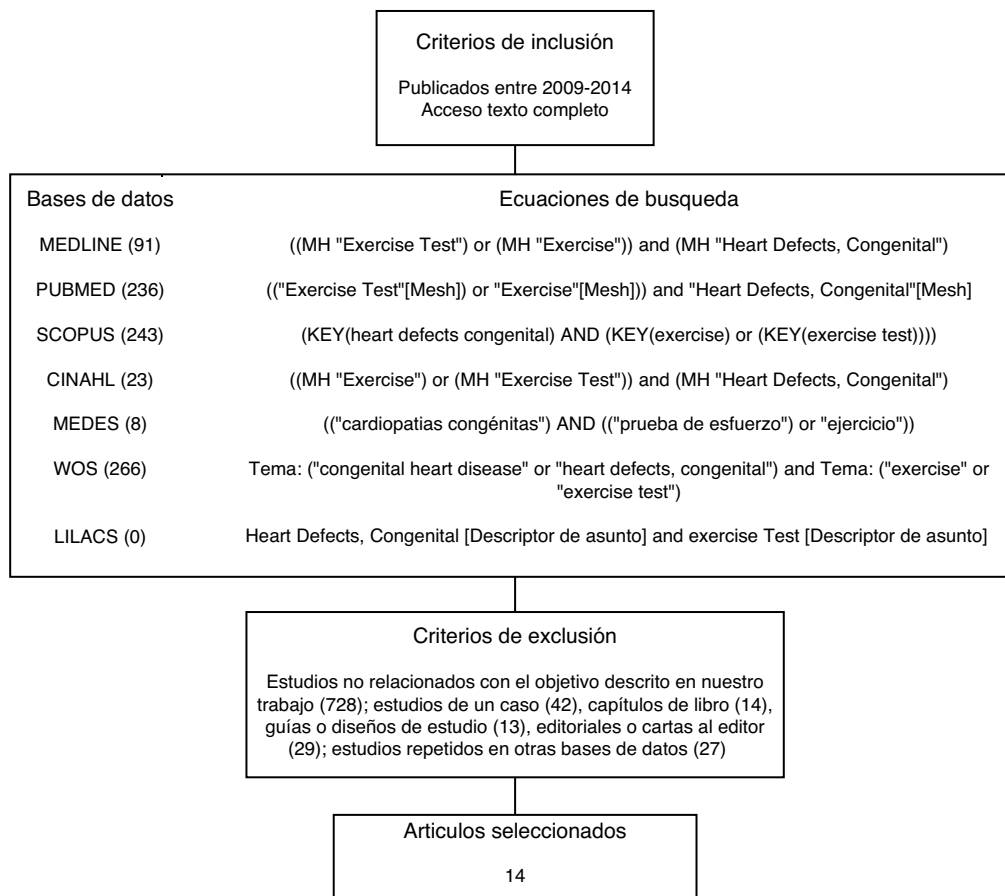 Criterios de inclusión
Publicados entre 2009-2014
Acceso texto completo
Bases de datos
Ecuaciones de busqueda
MEDLINE (91)
((MH "Exercise Test") or (MH "Exercise")) and (MH "Heart Defects, Congenital")
PUBMED (236)
(("Exercise Test"[Mesh]) or "Exercise"[Mesh])) and "Heart Defects, Congenital"[Mesh]
SCOPUS (243)
(KEY(heart defects congenital) AND (KEY(exercise) or (KEY(exercise test))))
CINAHL (23)
((MH "Exercise") or (MH "Exercise Test")) and (MH "Heart Defects, Congenital")
MEDES (8)
(("cardiopatias congénitas") AND (("prueba de esfuerzo") or "ejercicio"))
WOS (266)
Tema: ("congenital heart disease" or "heart defects, congenital") and Tema: ("exercise" or
"exercise test")
LILACS (0)
Heart Defects, Congenital [Descriptor de asunto] and exercise Test [Descriptor de asunto]
Criterios de exclusión
Estudios no relacionados con el objetivo descrito en nuestro
trabajo (728); estudios de un caso (42), capítulos de libro (14),
guías o diseños de estudio (13), editoriales o cartas al editor
(29); estudios repetidos en otras bases de datos (27)
Articulos seleccionados
14